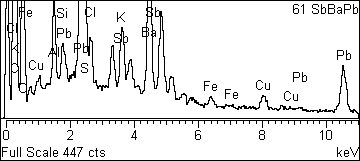 61 SbBaPb
Fe Si Cl K Sb
Pb Sb Ba
K Al Pb
Cu S
Fe Fe Cu Cu Pb Pb
0 2 4 6 8 10
Full Scale 447 cts keV